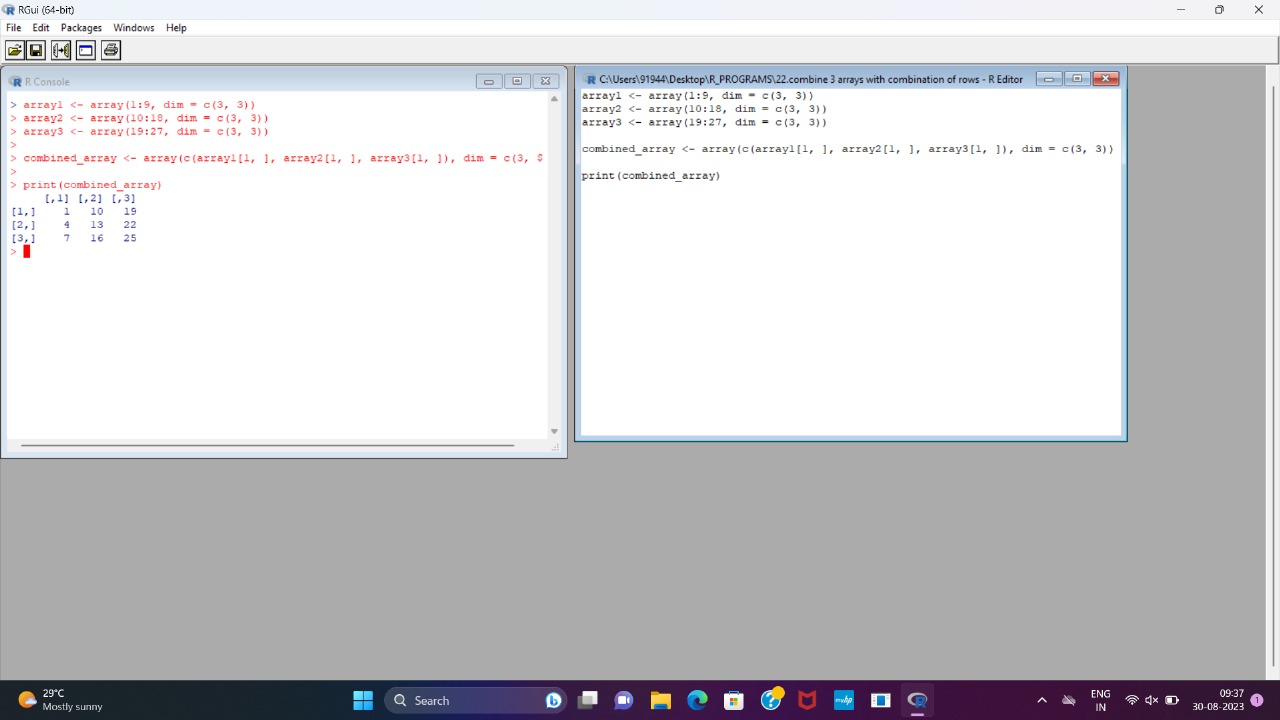 RGui (64-bit)
File Edit Packages Windows Help
R Console
> array1 <- array(1:9, dim = c(3, 3))
> array2 <- array(10:18, dim = c(3, 3))
> array3 <- array(19:27, dim = c(3, 3))
>
> combined_array <- array(c(array1[1, ], array2[1, ], array3[1, ]), dim = c(3, $
>
> print(combined_array)
     [,1] [,2] [,3]
[1,]    1   10   19
[2,]    4   13   22
[3,]    7   16   25
>
C:\Users\91944\Desktop\R_PROGRAMS\22.combine 3 arrays with combination of rows - R Editor
array1 <- array(1:9, dim = c(3, 3))
array2 <- array(10:18, dim = c(3, 3))
array3 <- array(19:27, dim = c(3, 3))
combined_array <- array(c(array1[1, ], array2[1, ], array3[1, ]), dim = c(3, 3))
print(combined_array)
29°C
Mostly sunny
Search
myhp
ENG
IN
09:37
30-08-2023
1